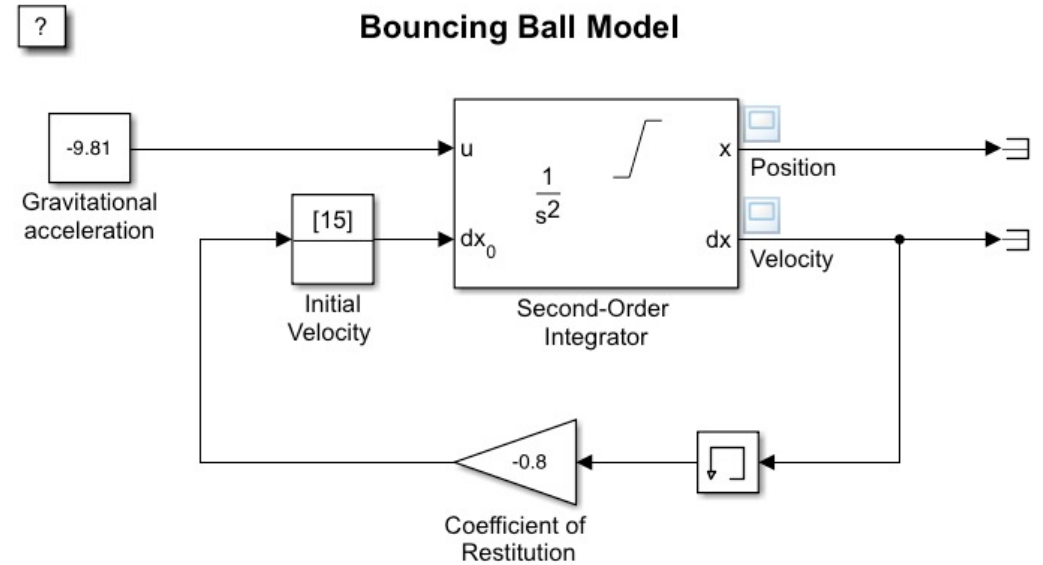 ?
Bouncing Ball Model
-9.81
Gravitational
acceleration
[15]
Initial
Velocity
u
dx0
1
s2
x
dx
Second-Order
Integrator
Position
Velocity
-0.8
Coefficient of
Restitution